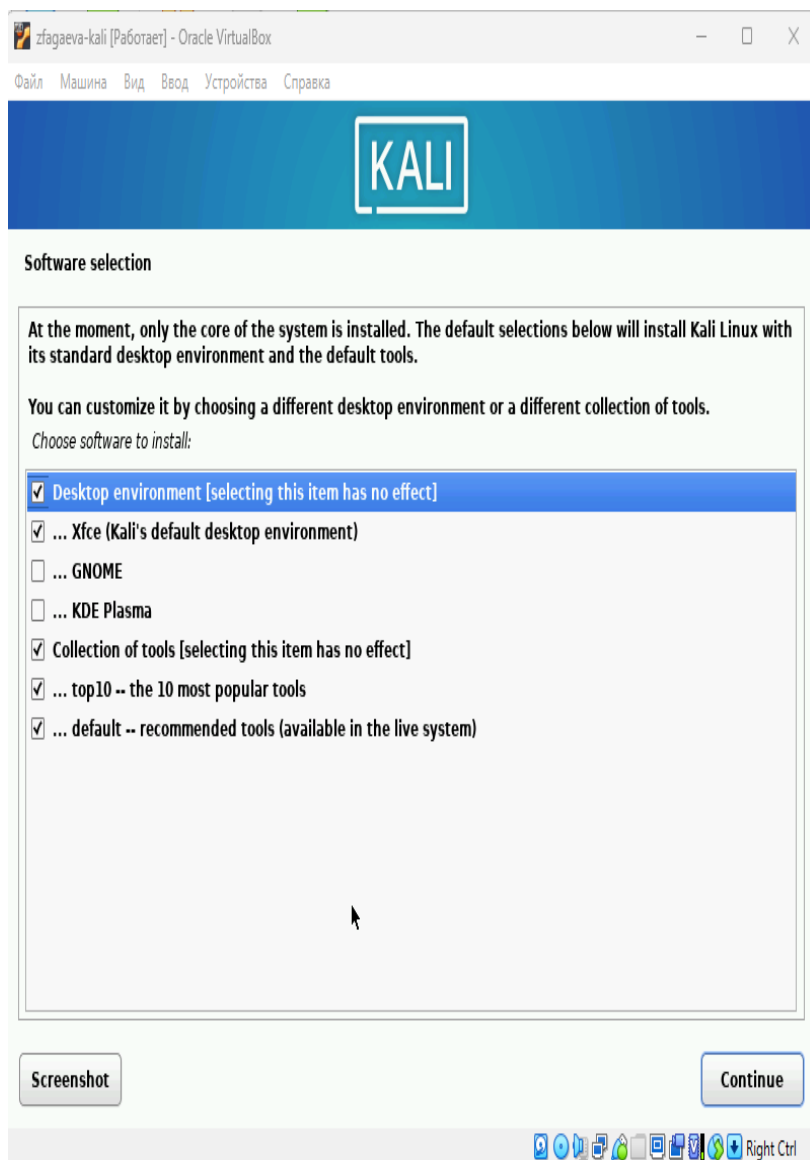 zfagaeva-kali [Работает] - Oracle VirtualBox
Файл Машина Вид Ввод Устройства Справка
KALI
Software selection
At the moment, only the core of the system is installed. The default selections below will install Kali Linux with
its standard desktop environment and the default tools.
You can customize it by choosing a different desktop environment or a different collection of tools.
Choose software to install:
Desktop environment [selecting this item has no effect]
... Xfce (Kali's default desktop environment)
... GNOME
... KDE Plasma
Collection of tools [selecting this item has no effect]
... top10 -- the 10 most popular tools
... default -- recommended tools (available in the live system)
Screenshot
Continue
Right Ctrl